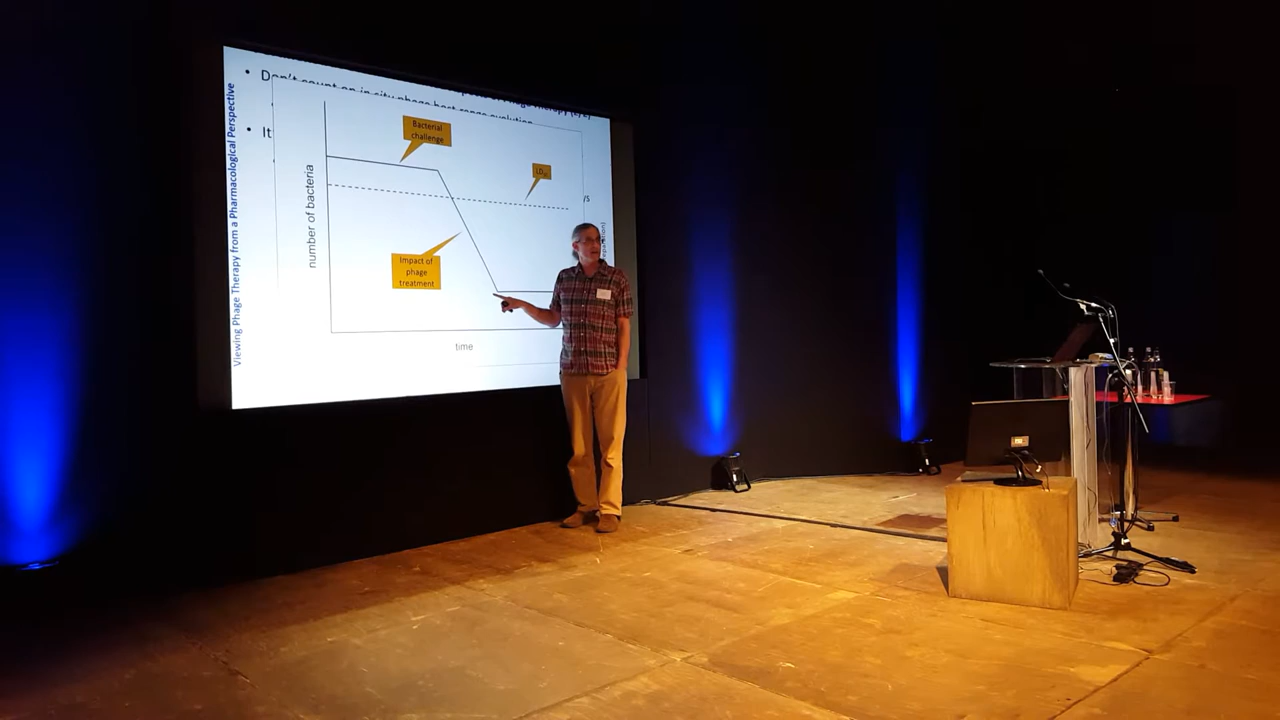 Viewing Phage Therapy from a Pharmacological Perspective
• Don't count on in situ phage host range evolution
• It
Bacterial
challenge
number of bacteria
Impact of
phage
treatment
time